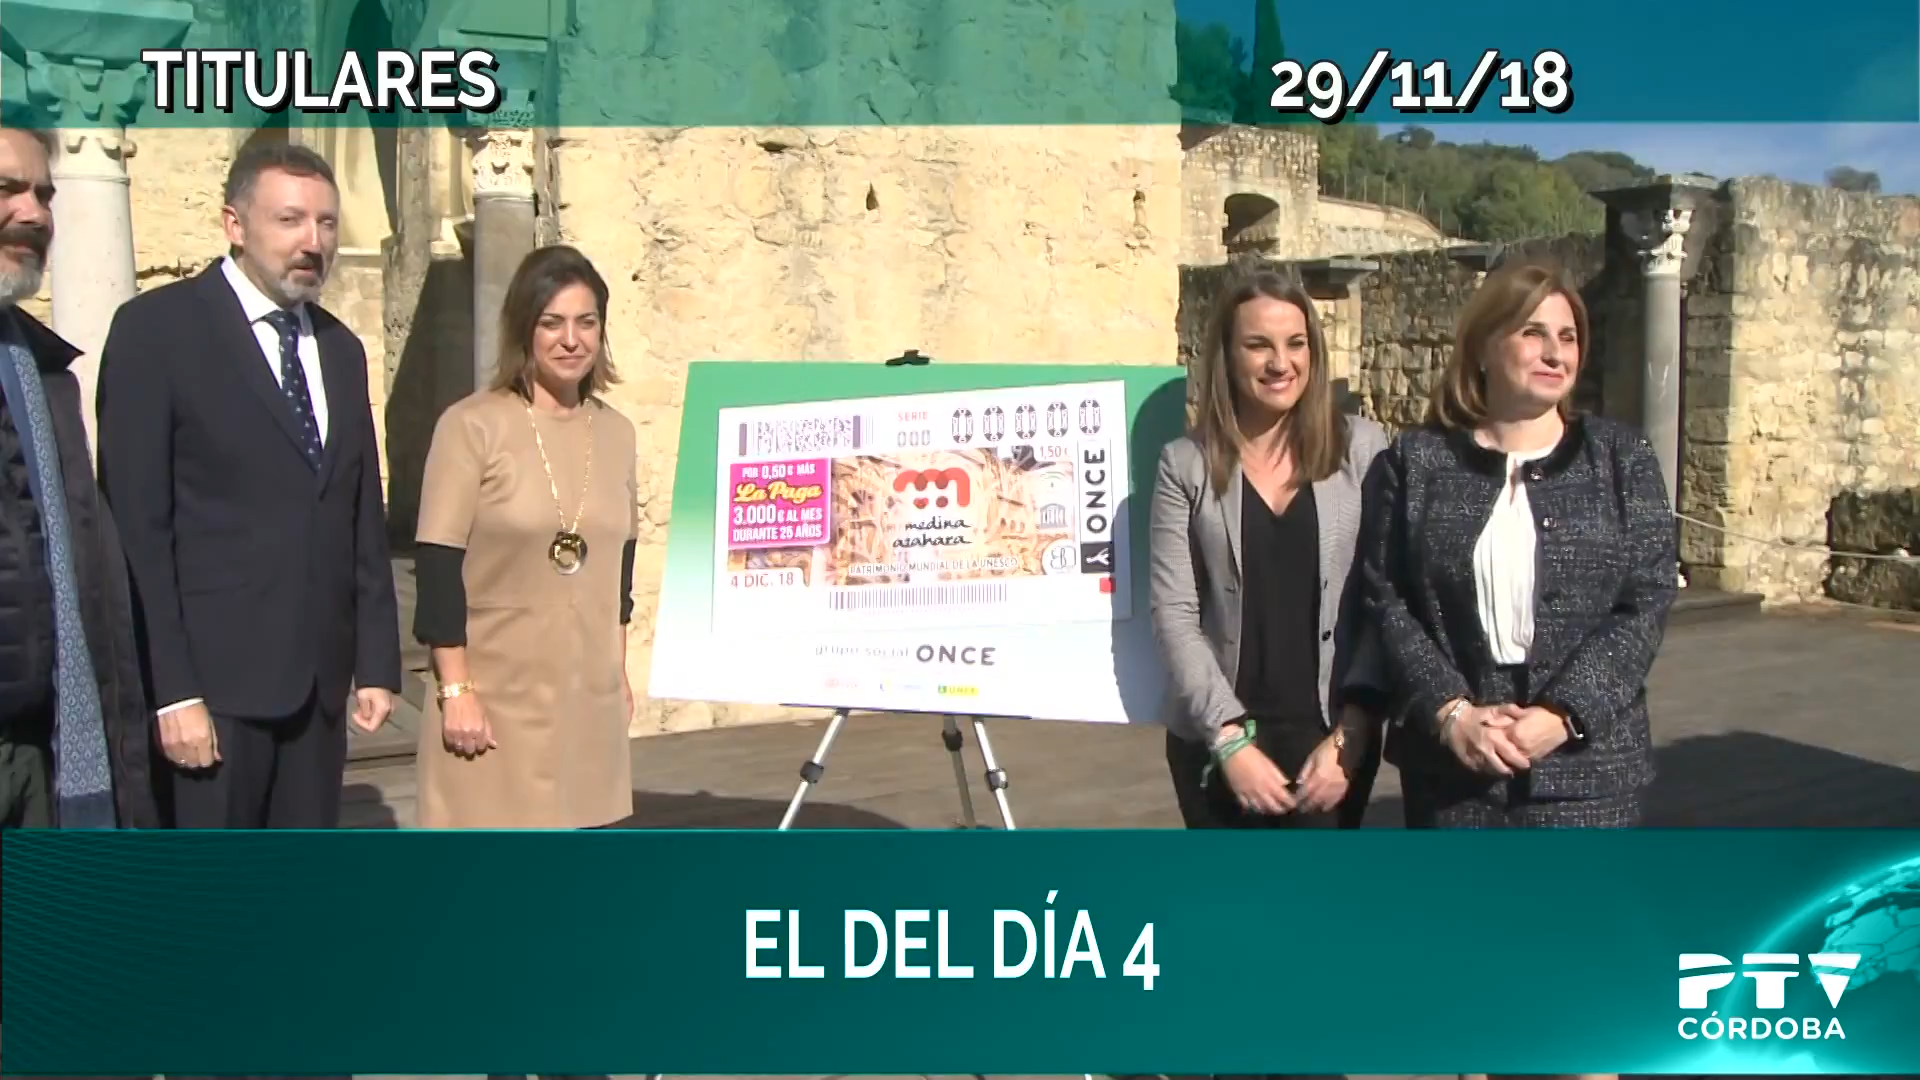 TITULARES
29/11/18
SERIE
000
00000
POR 0,50 € MÁS
La Paga
3.000 € AL MES
DURANTE 25 AÑOS
1,50 €
medina
azahara
PATRIMONIO MUNDIAL DE LA UNESCO
4 DIC. 18
ONCE
grupo social ONCE
EL DEL DÍA 4
PTV
CÓRDOBA